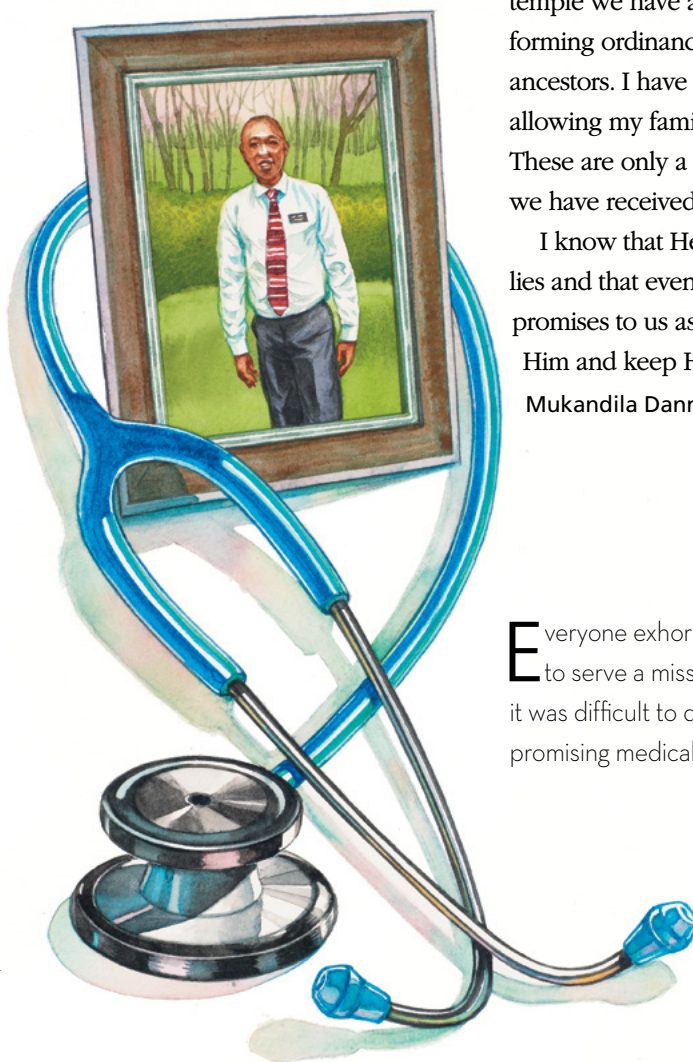 temple we have a
forming ordinanc
ancestors. I have
allowing my fami
These are only a
we have received
I know that He
lies and that even
promises to us as
Him and keep H
Mukandila Dann
Everyone exhor
to serve a miss
it was difficult to
promising medical